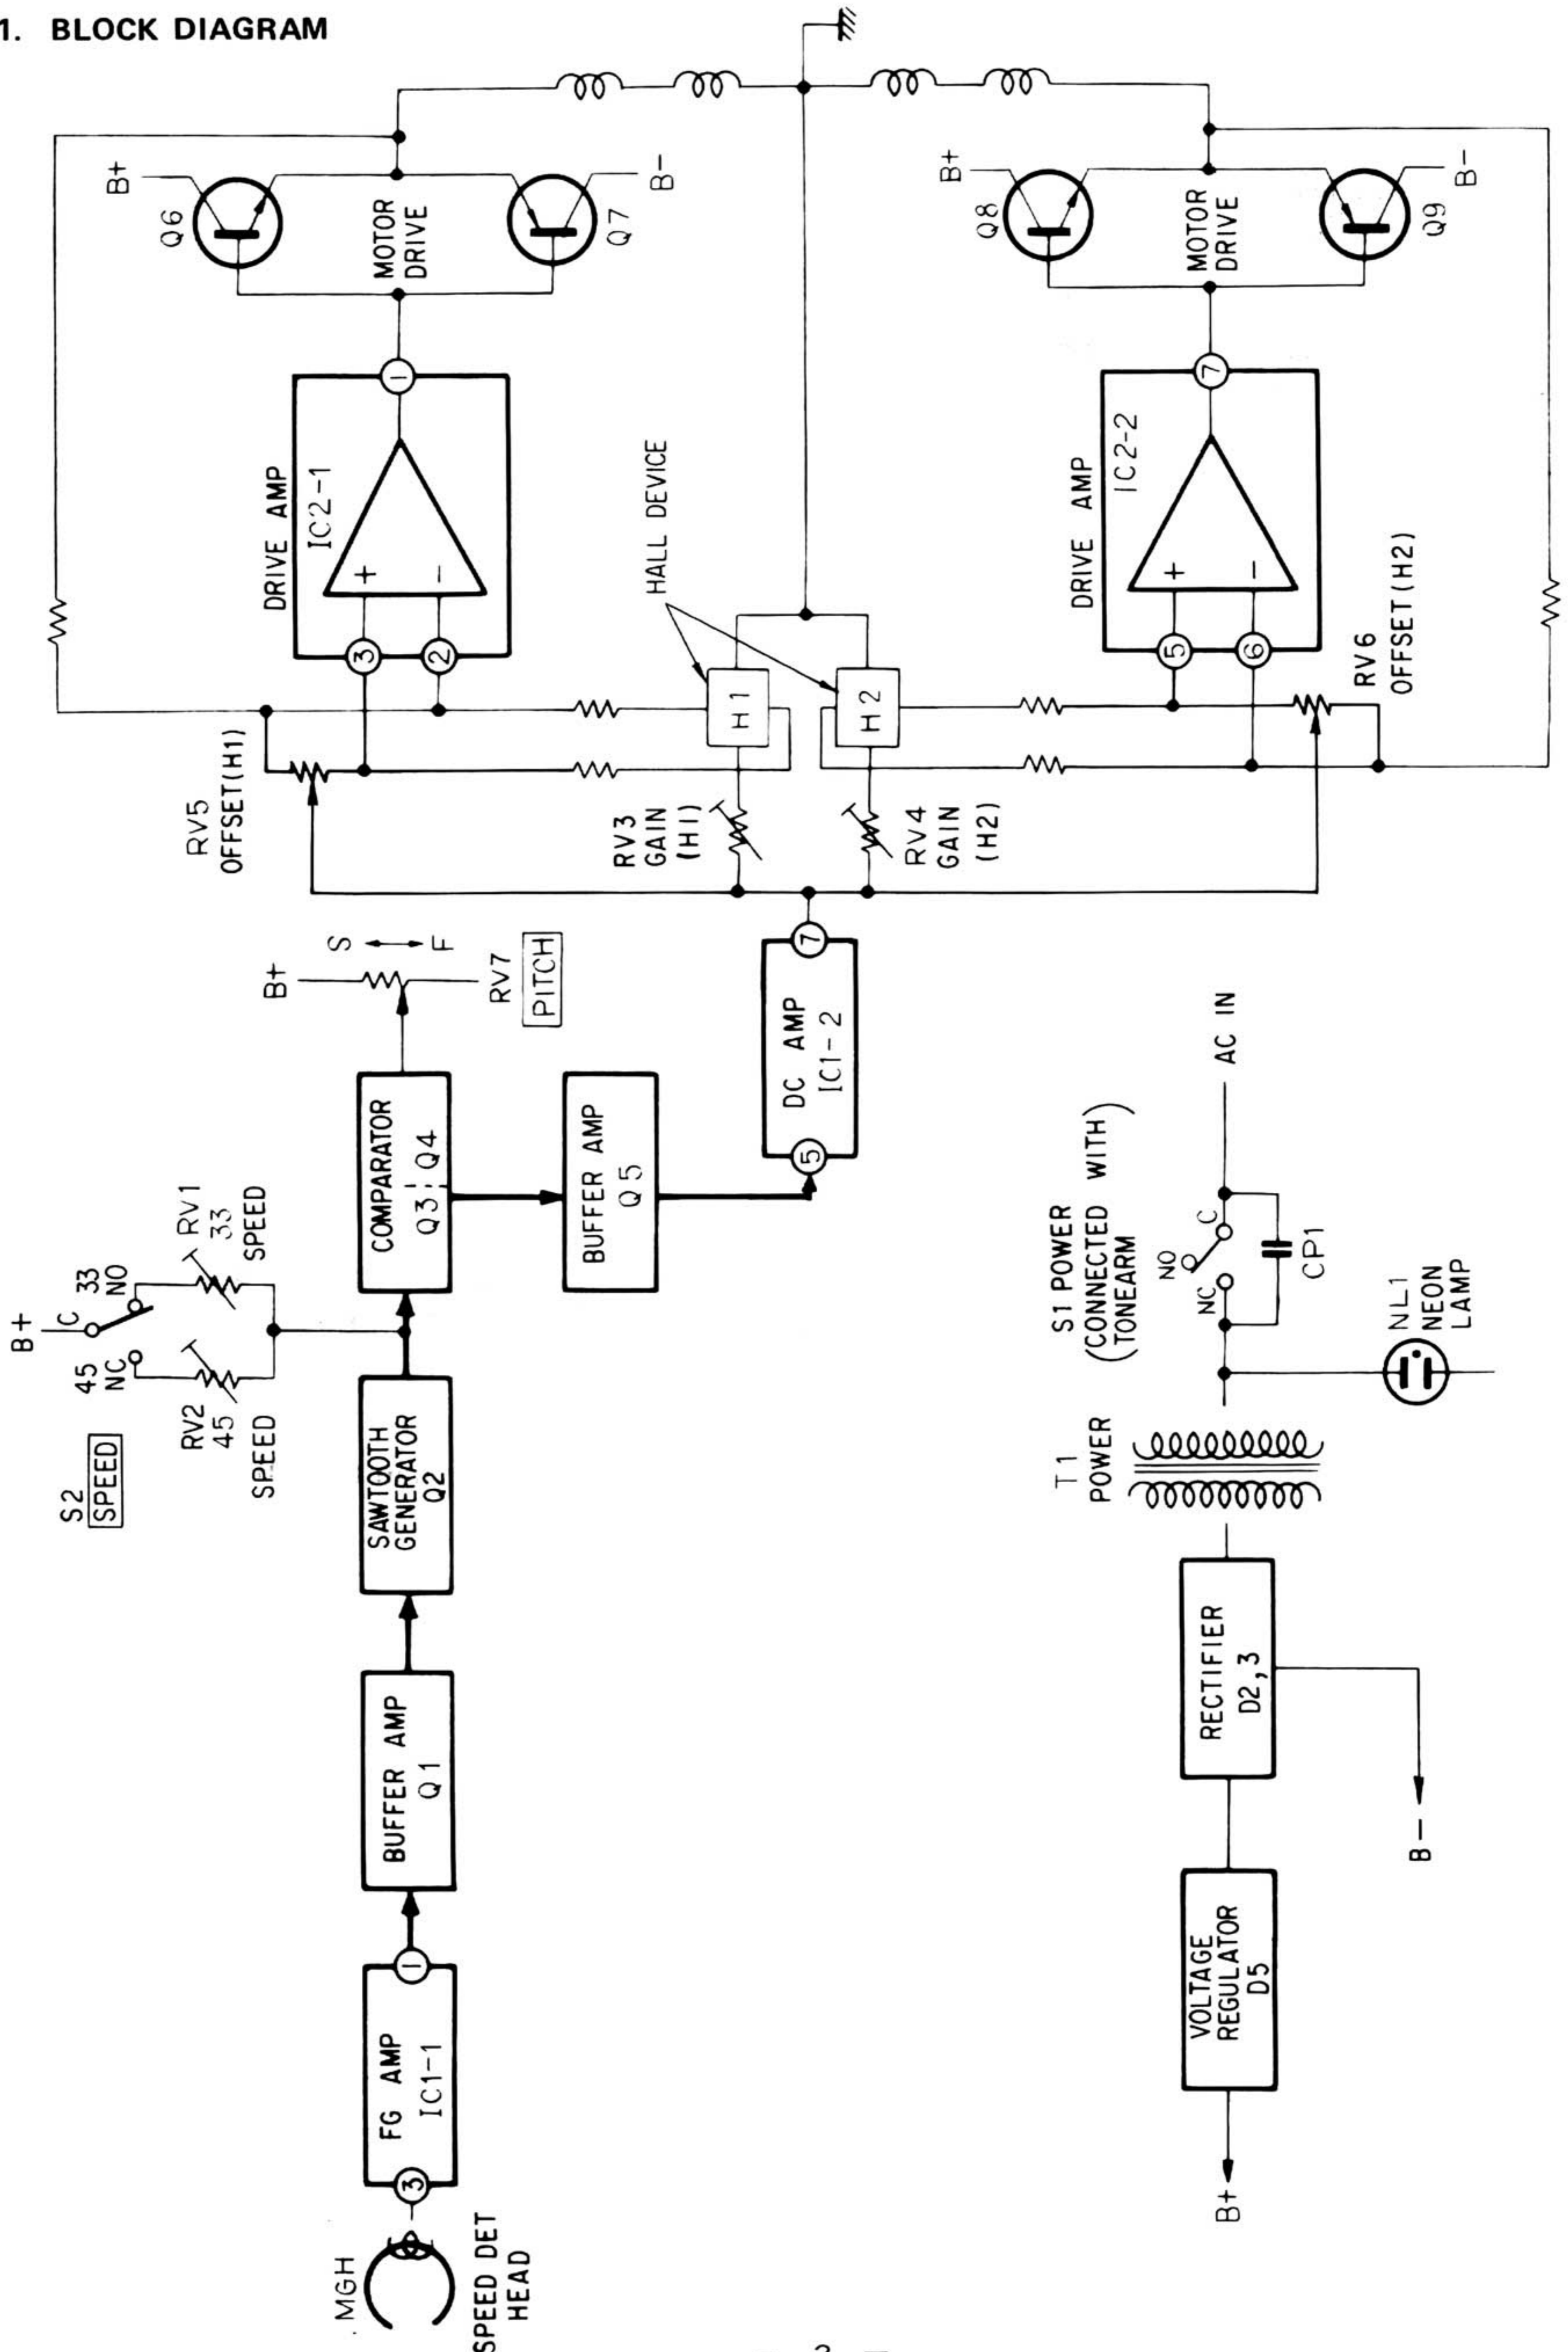 1. BLOCK DIAGRAM
B+
Q6
MOTOR
DRIVE
B-
Q7
B+
Q8
MOTOR
DRIVE
B-
Q9
1
DRIVE AMP
IC2-1
+
-
3
2
HALL DEVICE
7
DRIVE AMP
IC2-2
+
-
5
6
RV6
OFFSET(H2)
H1
H2
RV5
OFFSET(H1)
RV3
GAIN
(H1)
RV4
GAIN
(H2)
B+
S
F
RV7
PITCH
7
DC AMP
IC1-2
5
COMPARATOR
Q3 Q4
BUFFER AMP
Q5
B+
C
33
NO
45
NC
RV1
33
SPEED
RV2
45
SPEED
S2
SPEED
SAWTOOTH
GENERATOR
Q2
BUFFER AMP
Q1
1
FG AMP
IC1-1
3
MGH
SPEED DET
HEAD
AC IN
S1 POWER
(CONNECTED WITH)
TONEARM
NO
C
NC
CP1
NL1
NEON
LAMP
T1
POWER
RECTIFIER
D2,3
B-
VOLTAGE
REGULATOR
D5
B+